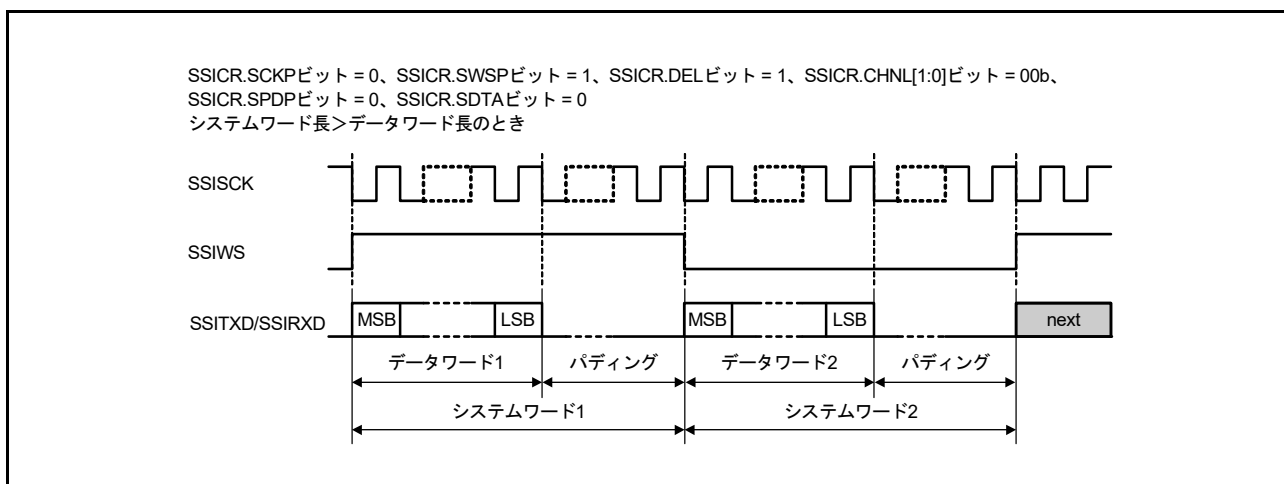 SSICR.SCKPビット = 0、SSICR.SWSPビット = 1、SSICR.DELビット = 1、SSICR.CHNL[1:0]ビット = 00b、
SSICR.SPDPビット = 0、SSICR.SDTAビット = 0
システムワード長＞データワード長のとき
SSISCK
SSIWS
SSITXD/SSIRXD MSB LSB MSB LSB next
データワード1 パディング データワード2 パディング
システムワード1 システムワード2